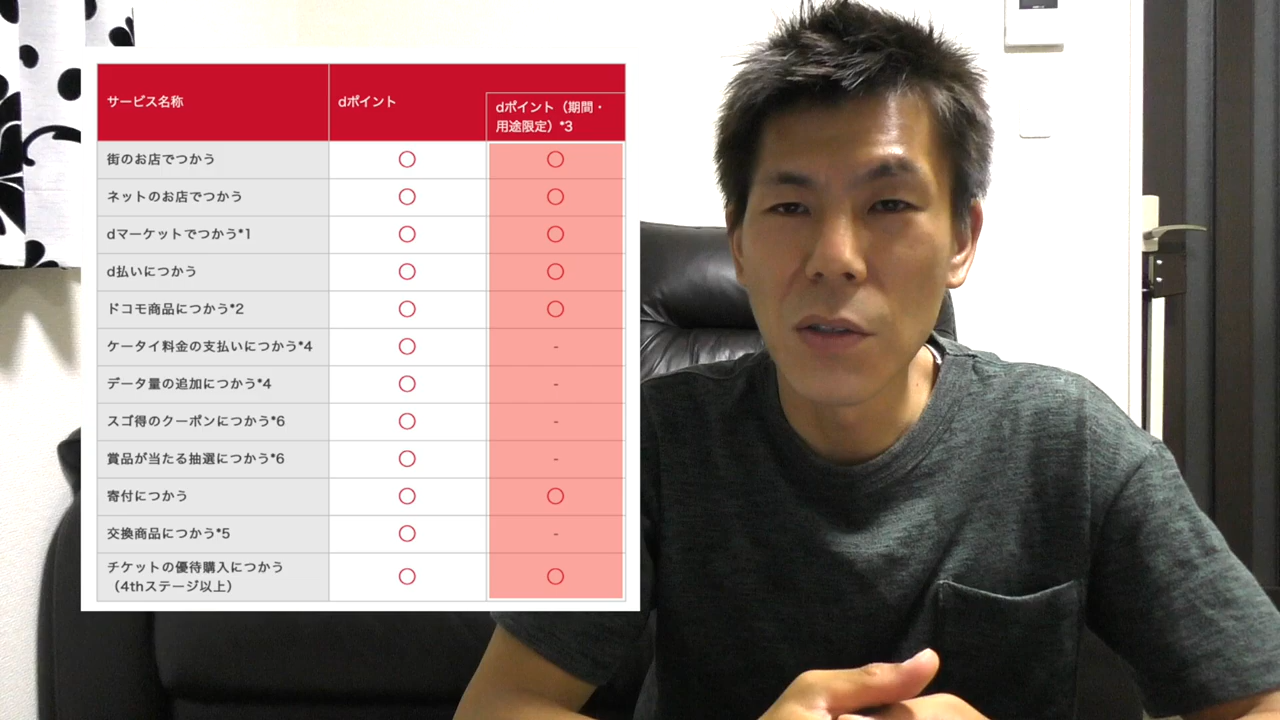 サービス名称 dポイント
dポイント（期間・
用途限定）*3
街のお店でつかう ○ ○
ネットのお店でつかう ○ ○
dマーケットでつかう*1 ○ ○
d払いにつかう ○ ○
ドコモ商品につかう*2 ○ ○
ケータイ料金の支払いにつかう*4 ○ -
データ量の追加につかう*4 ○ -
スゴ得のクーポンにつかう*6 ○ -
賞品が当たる抽選につかう*6 ○ -
寄付につかう ○ ○
交換商品につかう*5 ○ -
チケットの優待購入につかう
（4thステージ以上） ○ ○